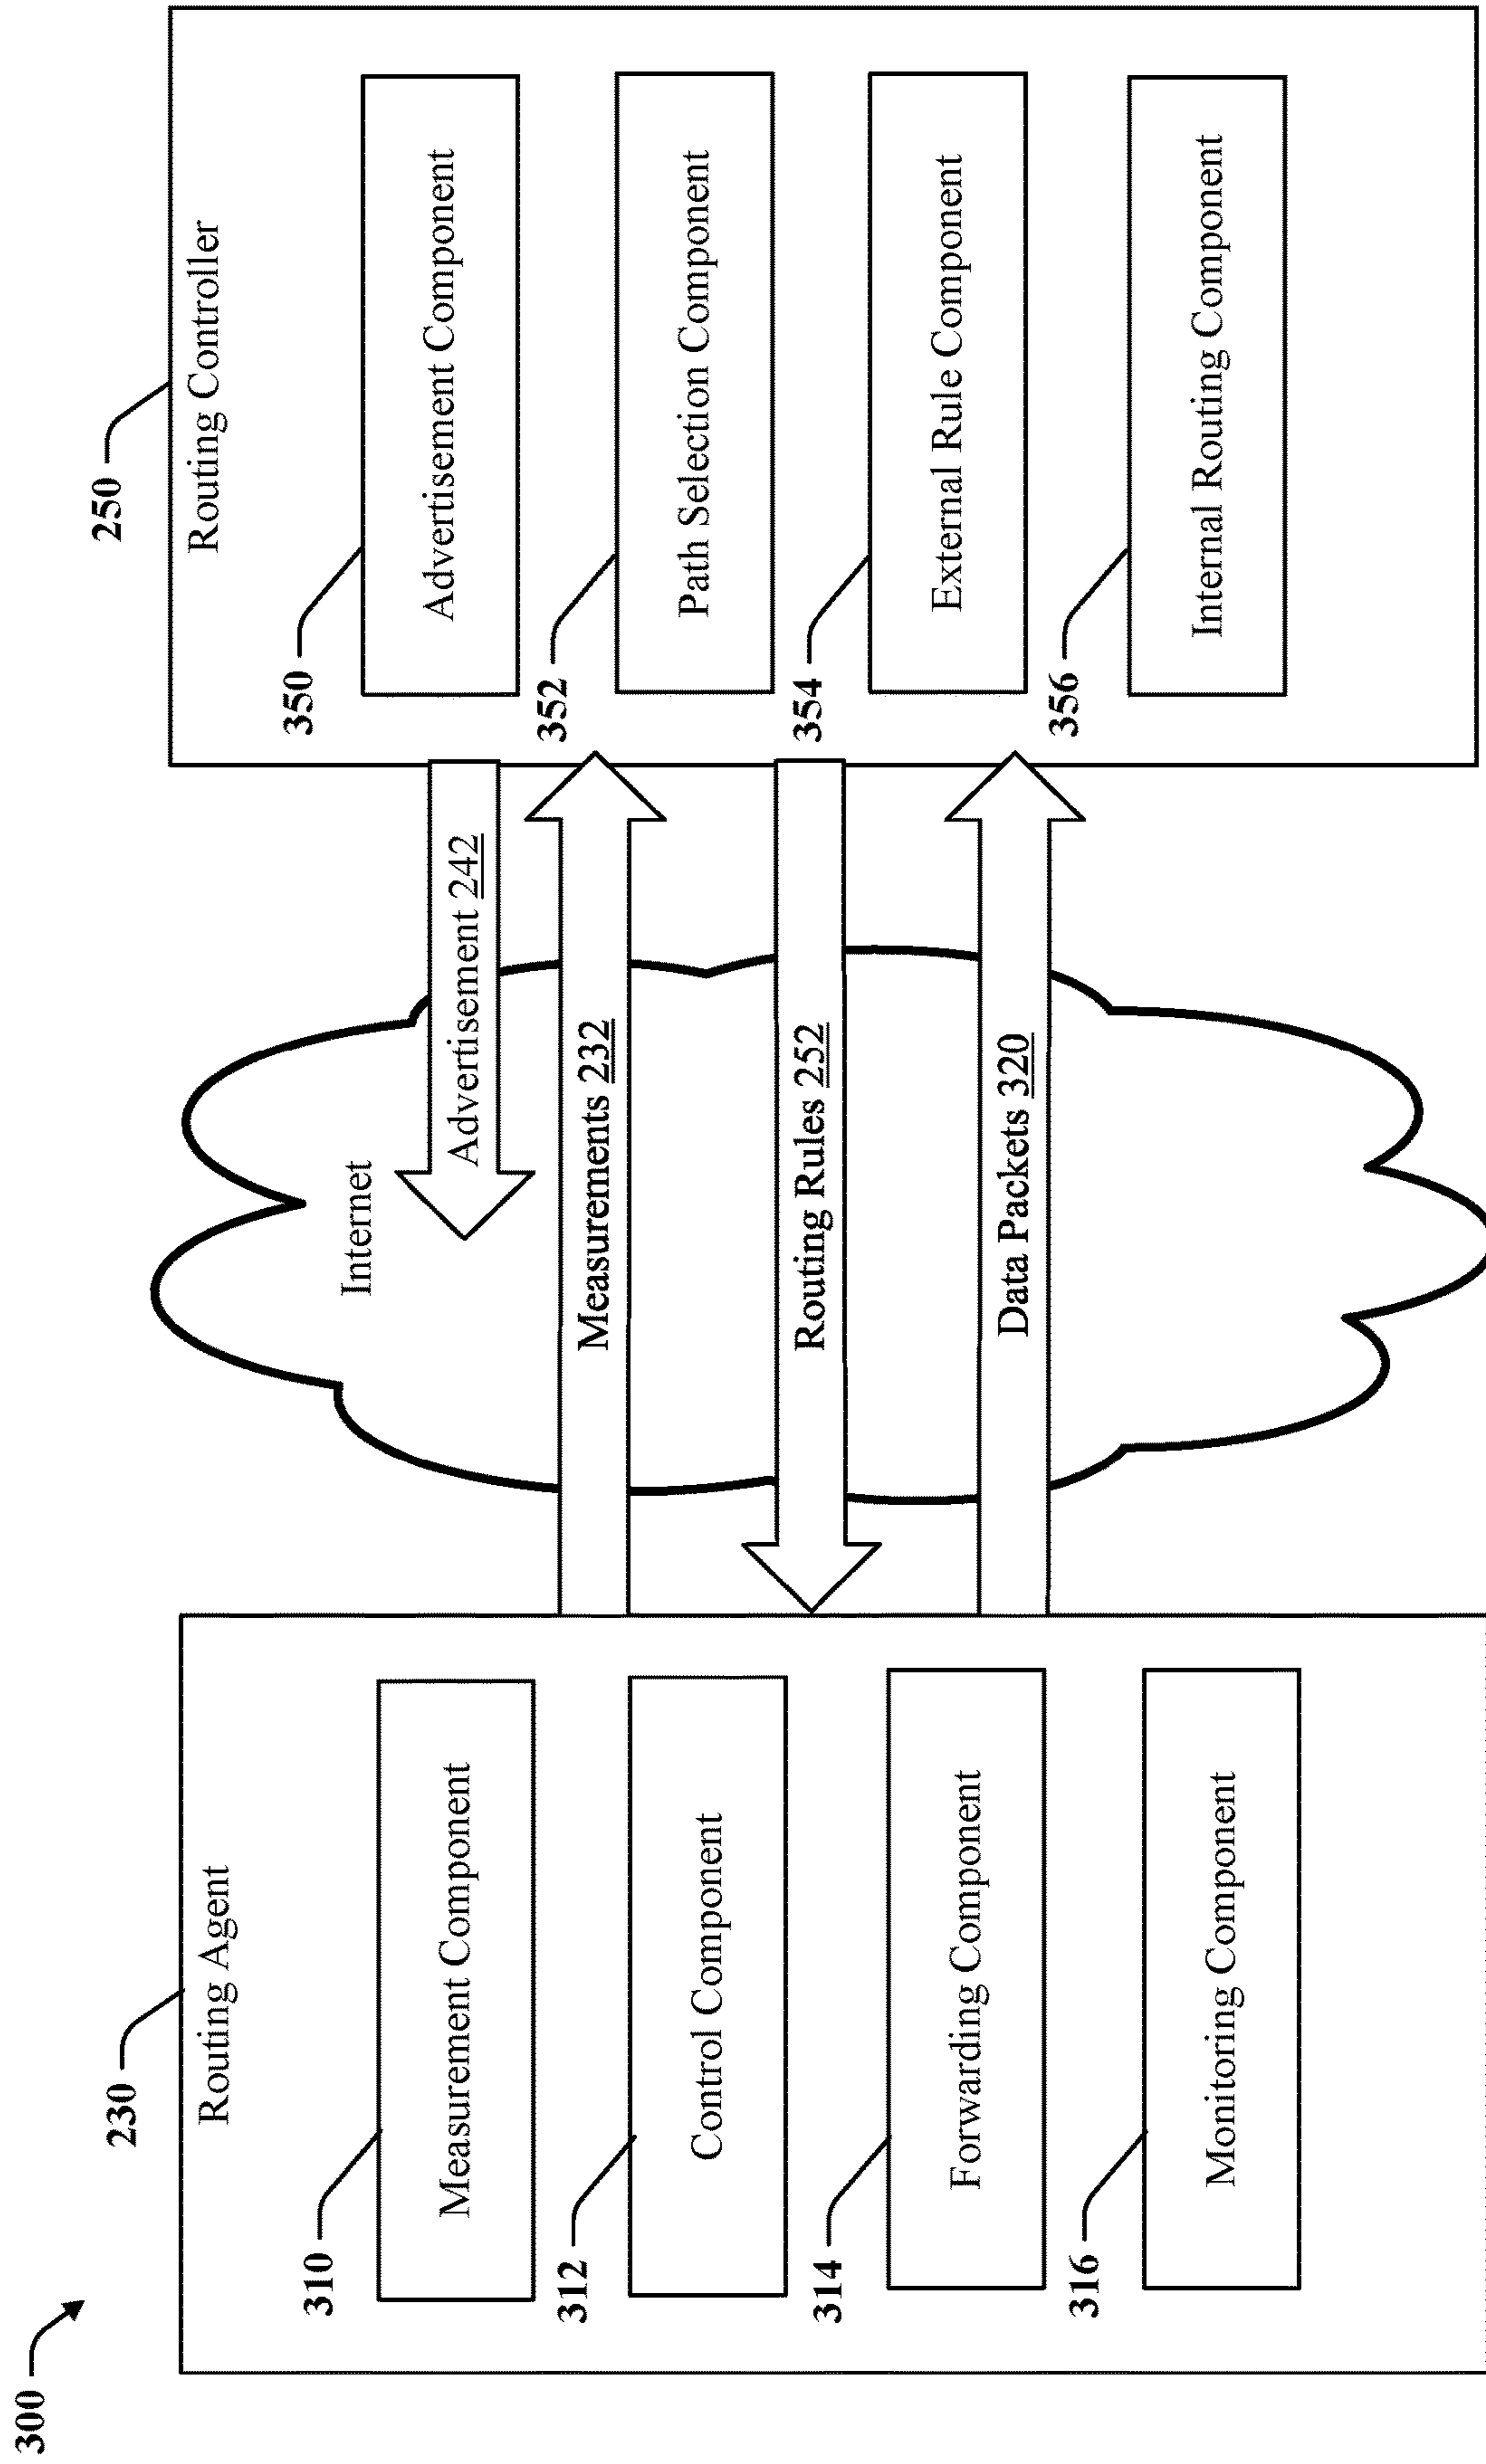 300
230
Routing Agent
310
Measurement Component
312
Control Component
314
Forwarding Component
316
Monitoring Component
Internet
Advertisement 242
Measurements 232
Routing Rules 252
Data Packets 320
250
Routing Controller
350
Advertisement Component
352
Path Selection Component
354
External Rule Component
356
Internal Routing Component